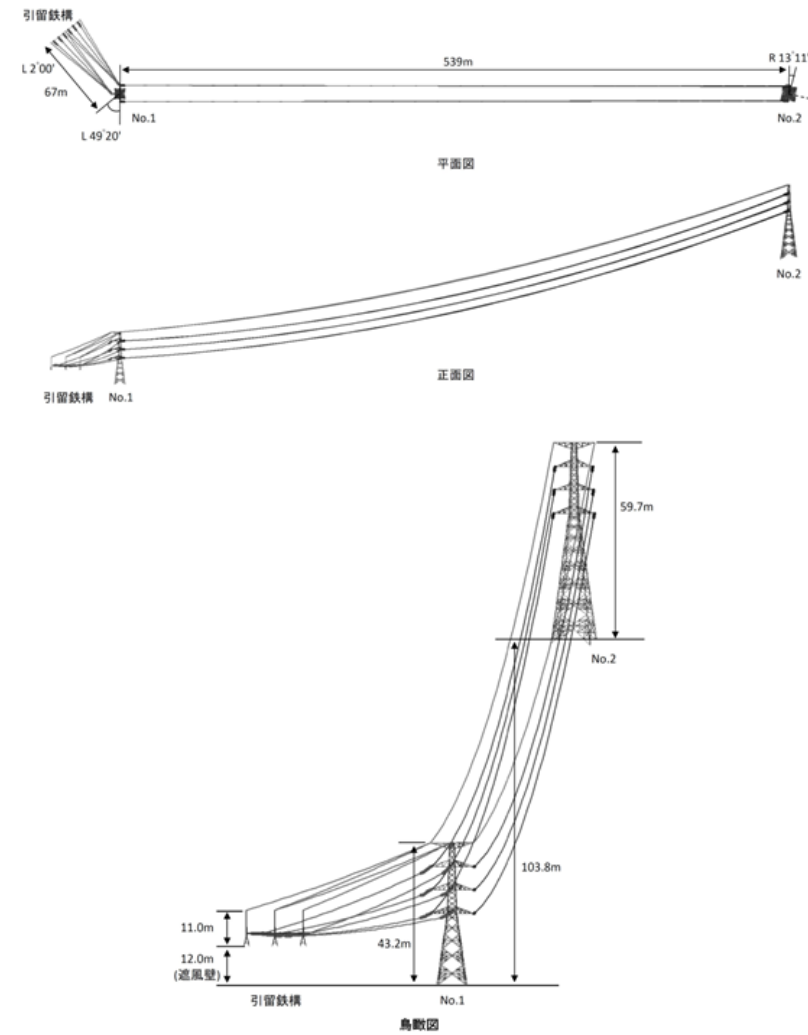 引留鉄構
L 2°00'
67m
L 49°20'
No.1
539m
R 13°11'
No.2
平面図
No.2
引留鉄構
No.1
正面図
59.7m
No.2
103.8m
11.0m
43.2m
12.0m
(遮風壁)
引留鉄構
No.1
鳥瞰図